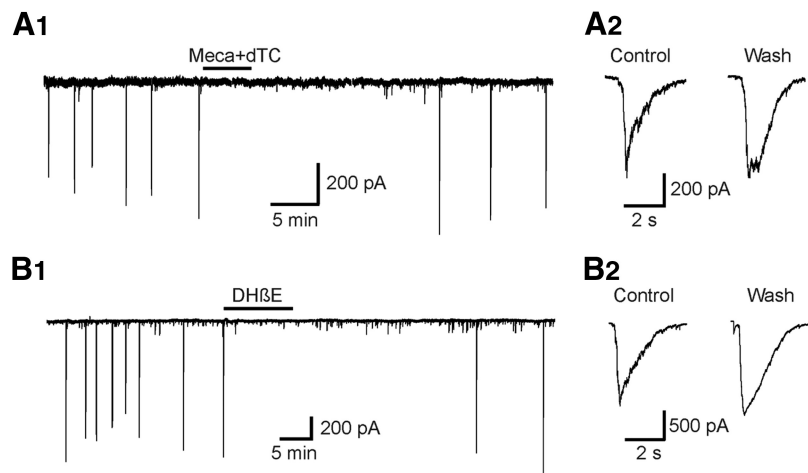 A1
Meca+dTC
200 pA
5 min
A2
Control Wash
200 pA
2 s
B1
DHßE
200 pA
5 min
B2
Control Wash
500 pA
2 s